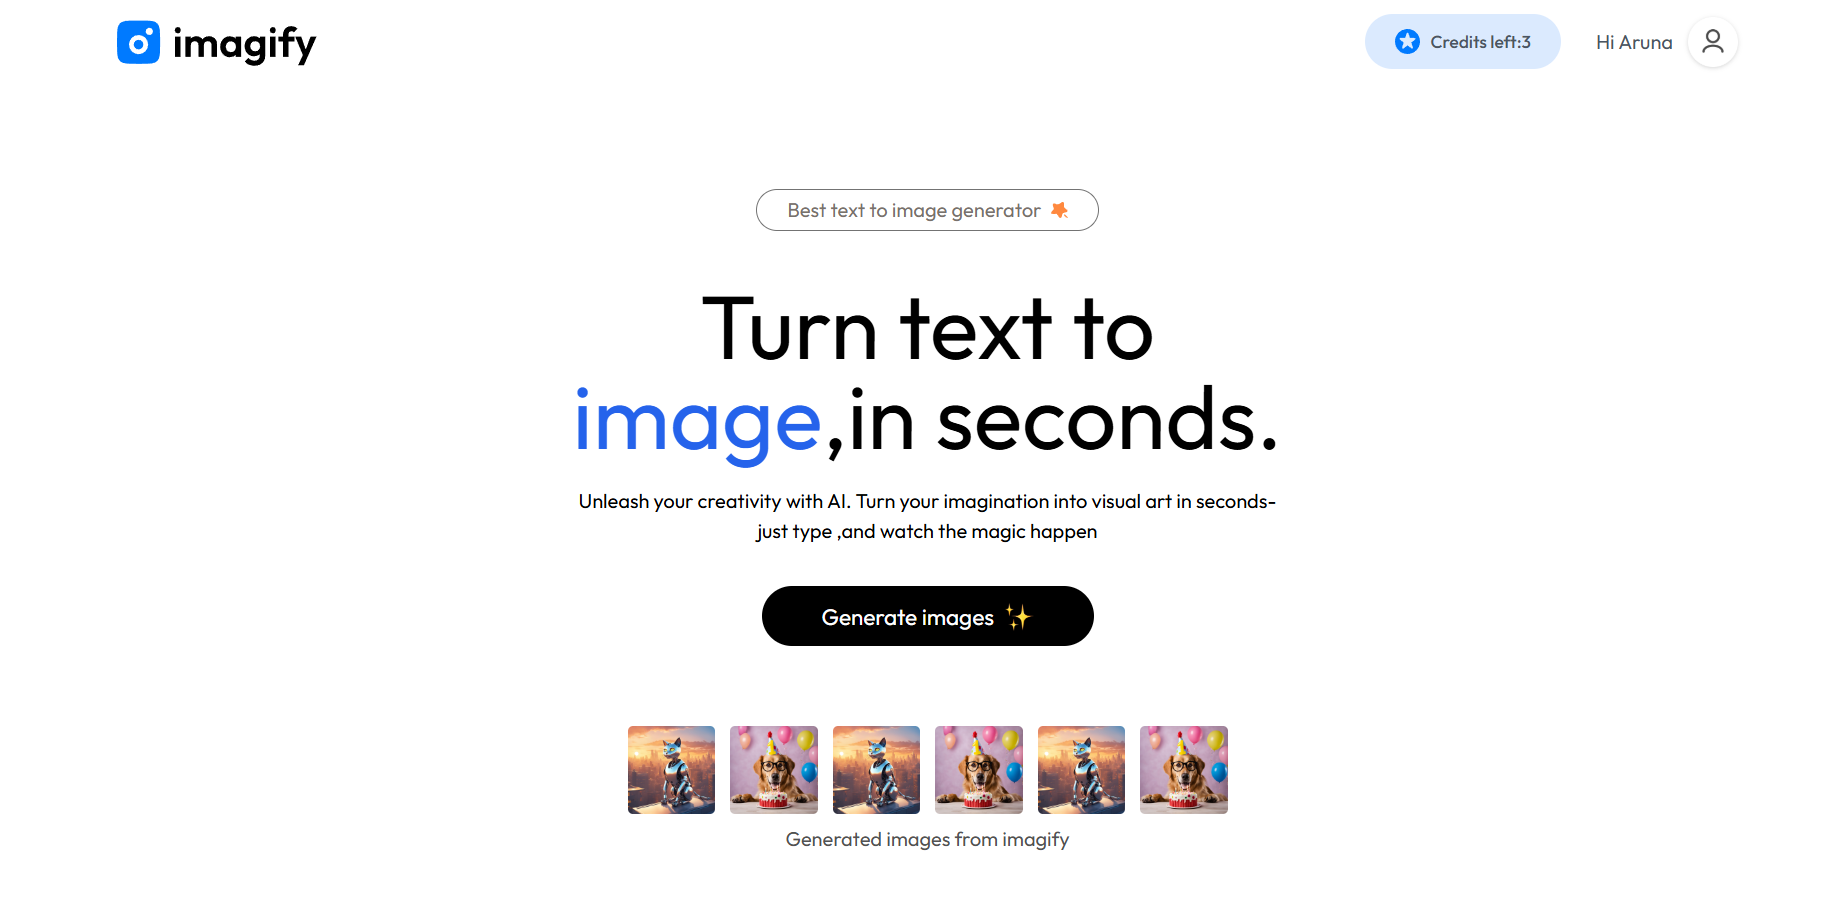 imagify
Credits left:3
Hi Aruna
Best text to image generator
Turn text to
image,in seconds.
Unleash your creativity with AI. Turn your imagination into visual art in seconds-
just type ,and watch the magic happen
Generate images ✨
Generated images from imagify